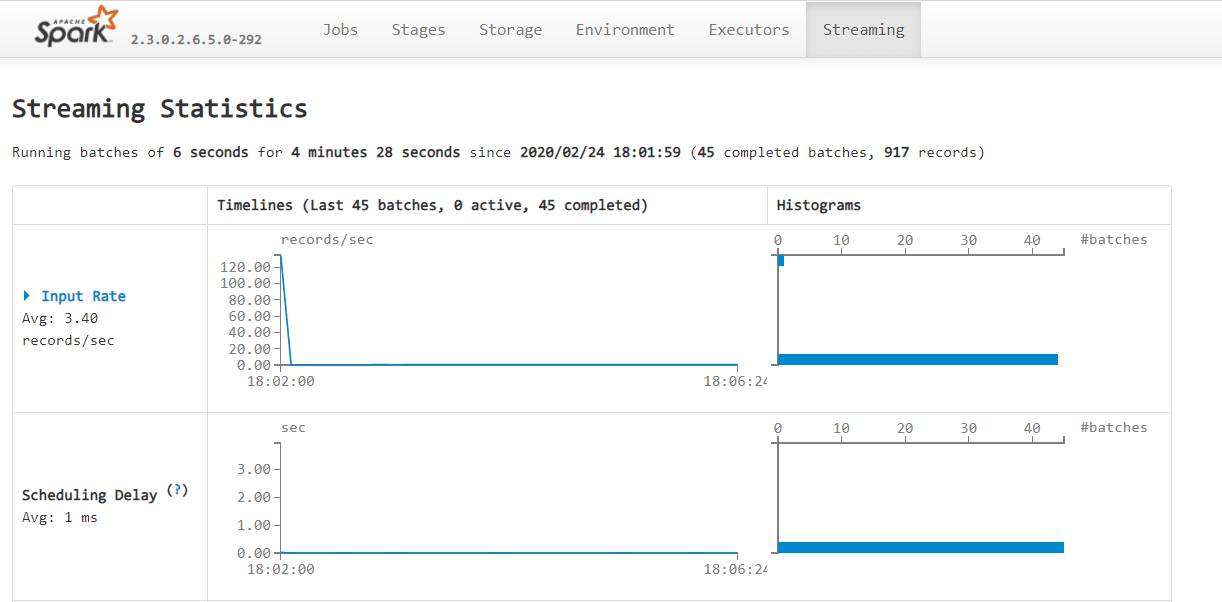 APACHE
Spark 2.3.0.2.6.5.0-292 Jobs Stages Storage Environment Executors Streaming
Streaming Statistics
Running batches of 6 seconds for 4 minutes 28 seconds since 2020/02/24 18:01:59 (45 completed batches, 917 records)
Timelines (Last 45 batches, 0 active, 45 completed) Histograms
Input Rate
Avg: 3.40
records/sec
records/sec
120.00
100.00
80.00
60.00
40.00
20.00
0.00
18:02:00 18:06:24
0 10 20 30 40 #batches
Scheduling Delay (?)
Avg: 1 ms
sec
3.00
2.00
1.00
0.00
18:02:00 18:06:24
0 10 20 30 40 #batches